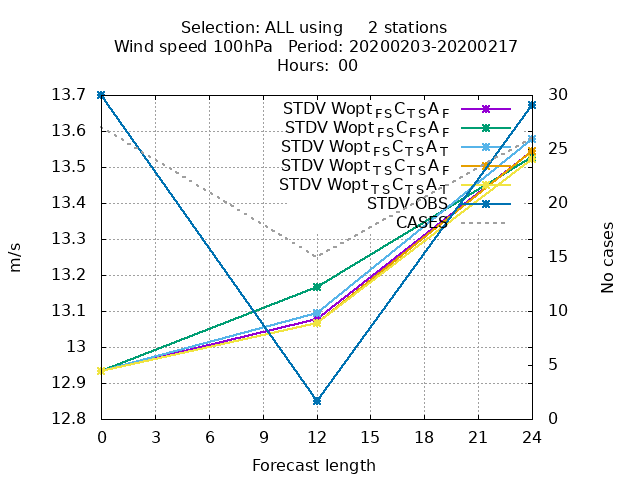 Selection: ALL using     2 stations
Wind speed 100hPa   Period: 20200203-20200217
Hours: 00
13.7
13.6
13.5
13.4
13.3
13.2
13.1
13
12.9
12.8
30
25
20
15
10
5
0
STDV Wopt_FS C_TS A_F
STDV Wopt_FS C_FS A_F
STDV Wopt_FS C_TS A_T
STDV Wopt_TS C_TS A_F
STDV Wopt_TS C_TS A_T
STDV OBS
CASES
m/s
No cases
0 3 6 9 12 15 18 21 24
Forecast length